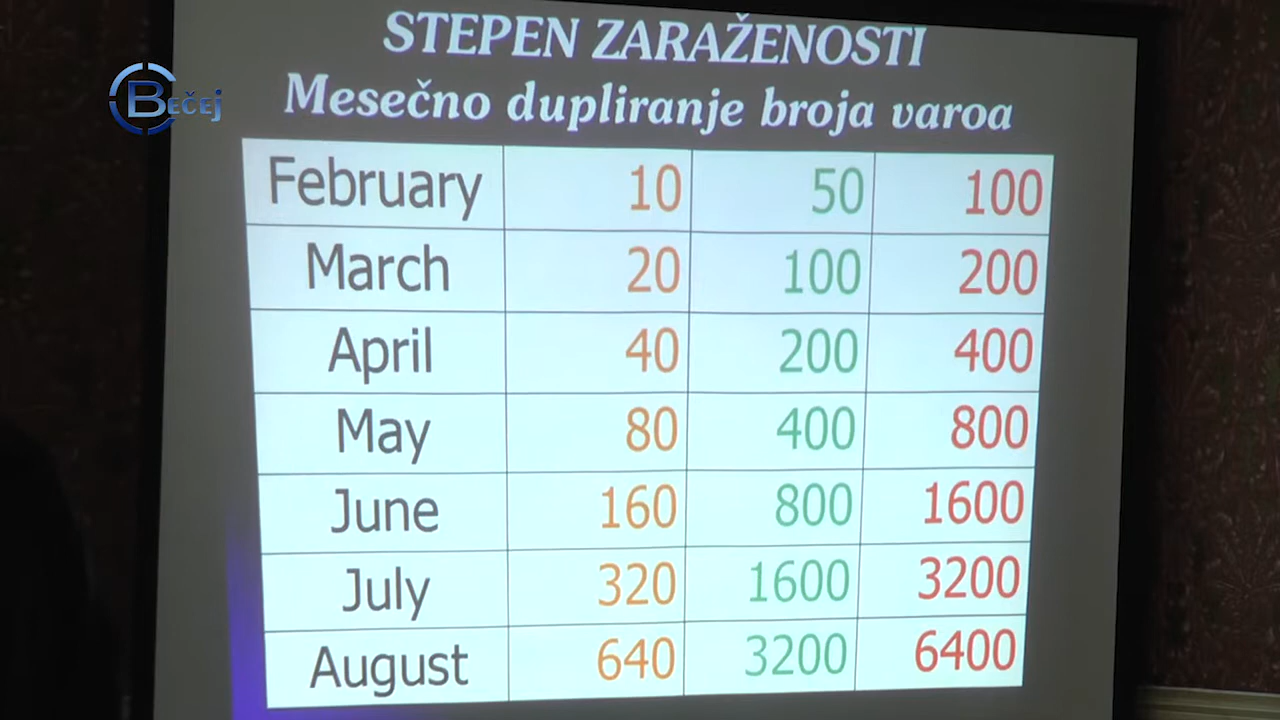 STEPEN ZARAŽENOSTI
BEČEJ
Mesečno dupliranje broja varoa
February 10 50 100
March 20 100 200
April 40 200 400
May 80 400 800
June 160 800 1600
July 320 1600 3200
August 640 3200 6400